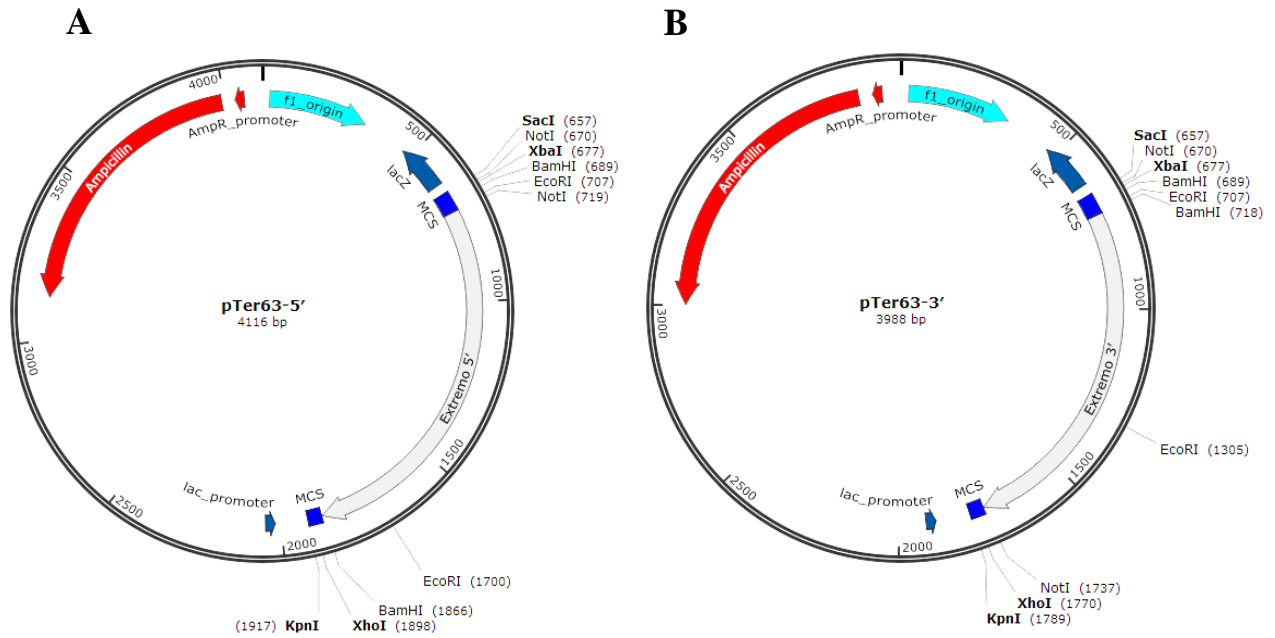 A
4000
f1_origin
AmpR_promoter
Ampicillin
500
lacZ
MCS
SacI (657)
NotI (670)
XbaI (677)
BamHI (689)
EcoRI (707)
NotI (719)
3500
1000
pTer63-5'
4116 bp
3000
Extremo 5'
1500
lac_promoter
MCS
2500
2000
EcoRI (1700)
BamHI (1866)
(1917) KpnI
XhoI (1898)
B
f1_origin
AmpR_promoter
Ampicillin
3500
500
lacZ
MCS
SacI (657)
NotI (670)
XbaI (677)
BamHI (689)
EcoRI (707)
BamHI (718)
1000
pTer63-3'
3988 bp
3000
Extremo 3'
EcoRI (1305)
1500
2500
lac_promoter
MCS
2000
NotI (1737)
XhoI (1770)
KpnI (1789)